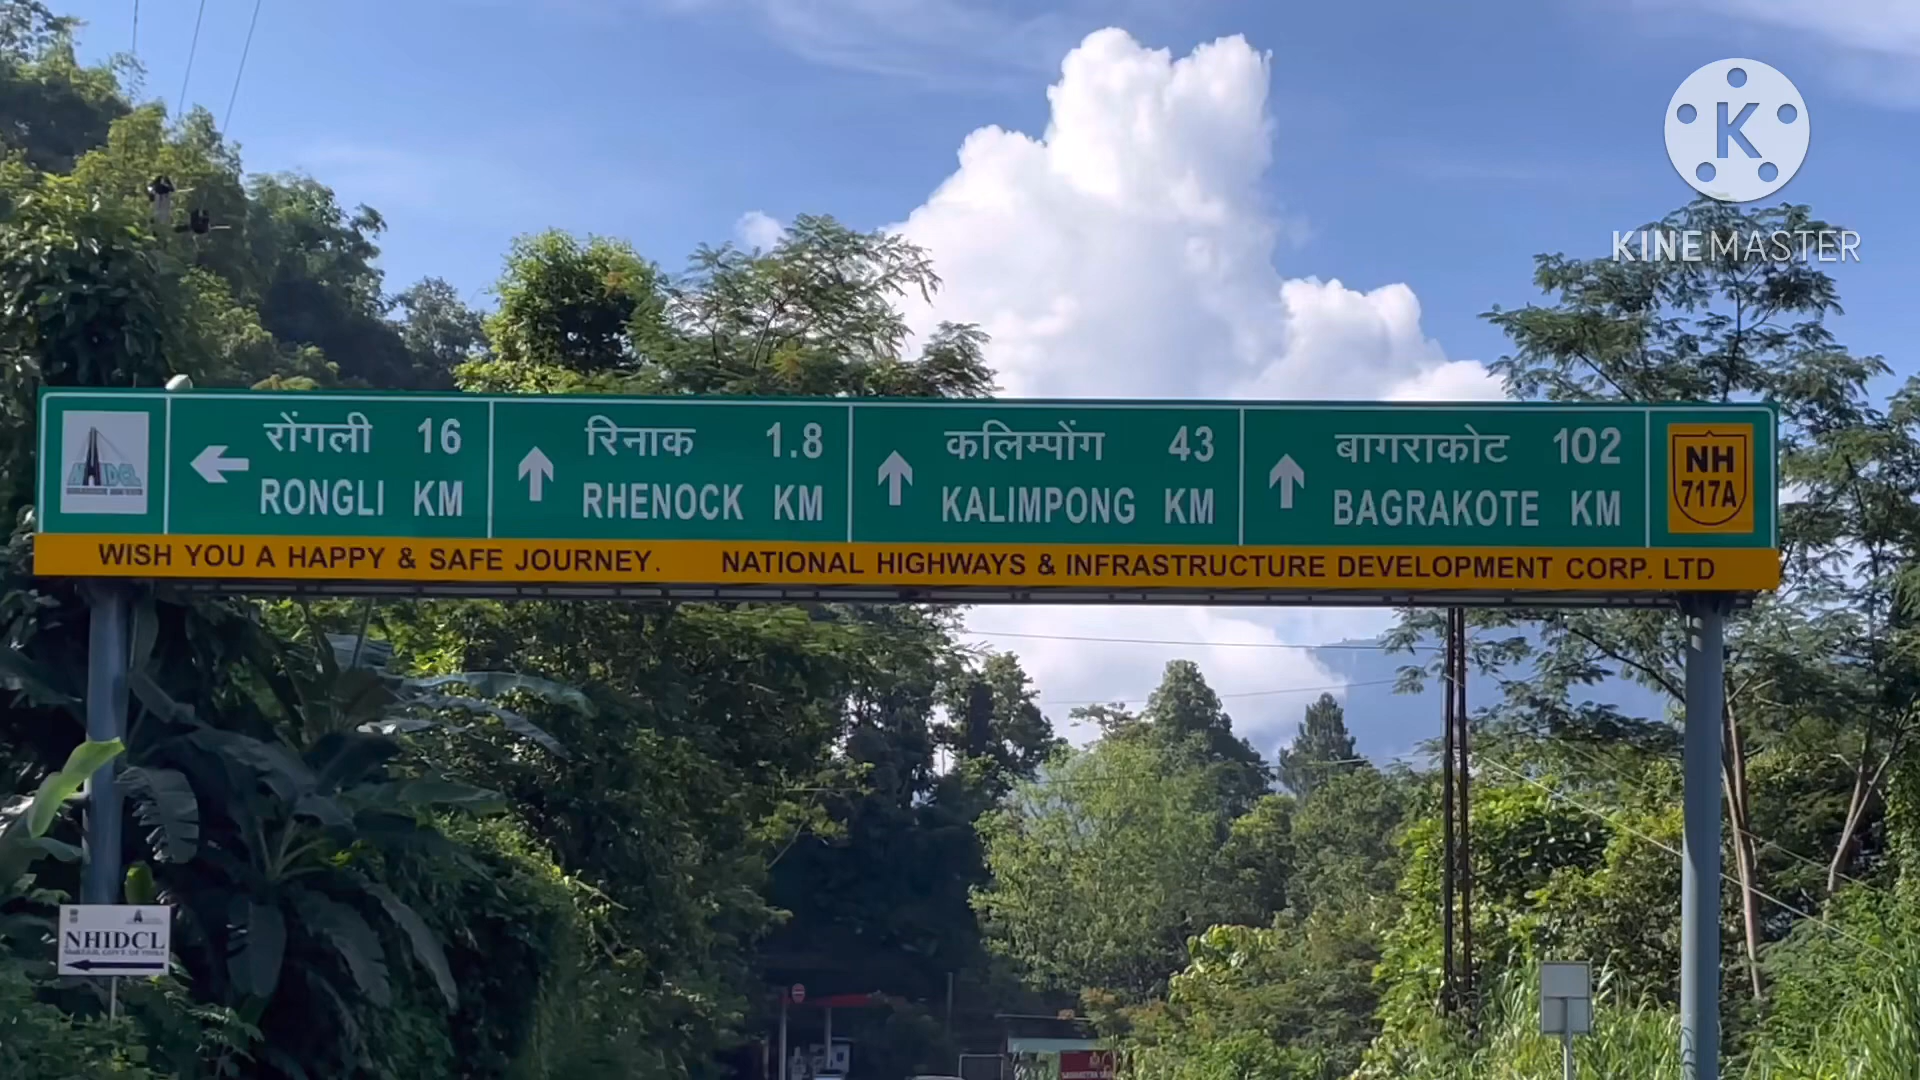 K
KINEMASTER
NHIDCL
रोंगली 16
RONGLI KM
रिनाक 1.8
RHENOCK KM
कलिम्पोंग 43
KALIMPONG KM
बागराकोट 102
BAGRAKOTE KM
NH
717A
WISH YOU A HAPPY & SAFE JOURNEY. NATIONAL HIGHWAYS & INFRASTRUCTURE DEVELOPMENT CORP. LTD
NHIDCL